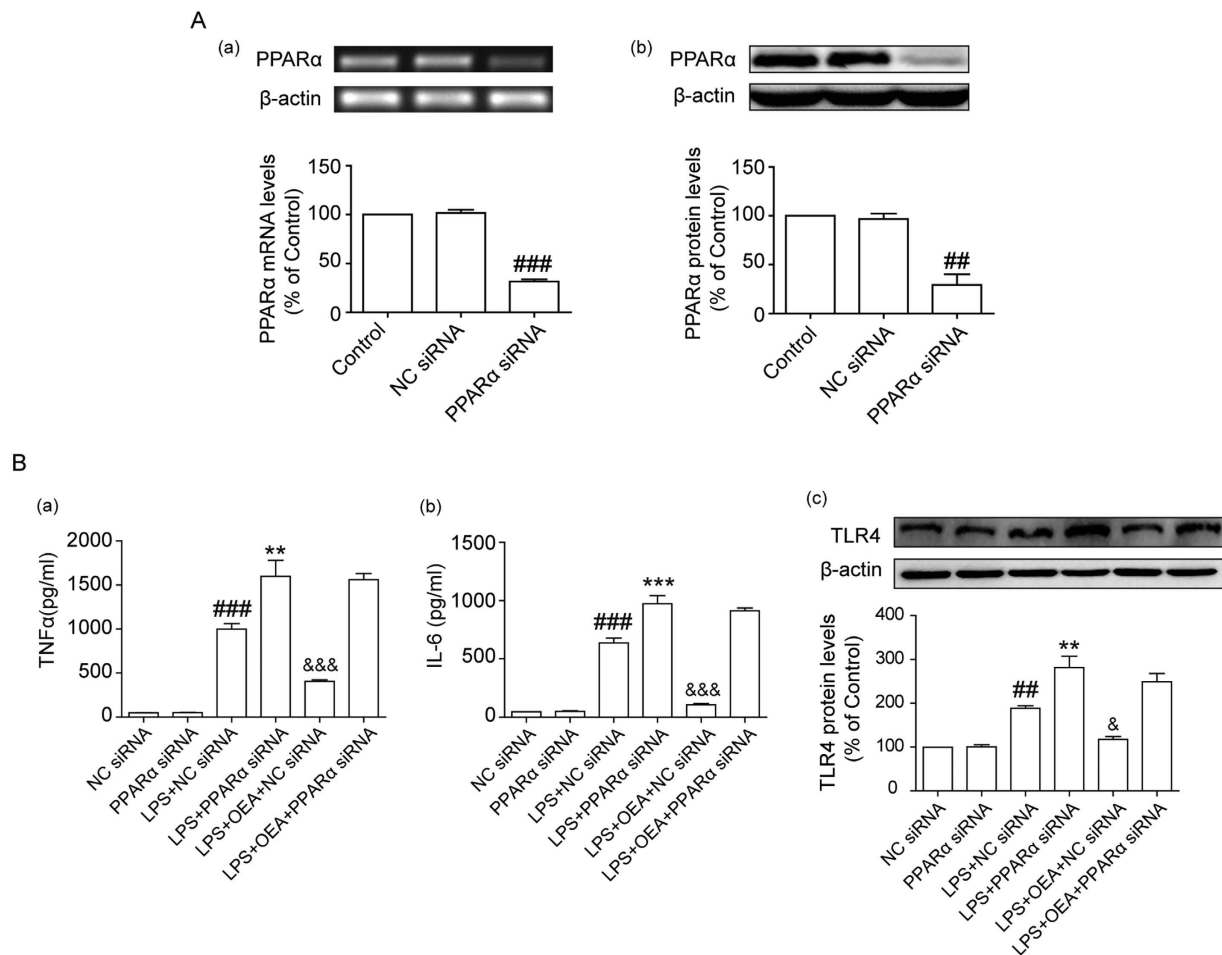 A
(a)
PPARα
β-actin
PPARα mRNA levels
(% of Control)
150
100
50
0
###
Control
NC siRNA
PPARα siRNA
(b)
PPARα
β-actin
PPARα protein levels
(% of Control)
150
100
50
0
##
Control
NC siRNA
PPARα siRNA
B
(a)
TNFα(pg/ml)
2000
1500
1000
500
0
###
**
&&&
NC siRNA
PPARα siRNA
LPS+NC siRNA
LPS+PPARα siRNA
LPS+OEA+NC siRNA
LPS+OEA+PPARα siRNA
(b)
IL-6 (pg/ml)
1500
1000
500
0
###
***
&&&
NC siRNA
PPARα siRNA
LPS+NC siRNA
LPS+PPARα siRNA
LPS+OEA+NC siRNA
LPS+OEA+PPARα siRNA
(c)
TLR4
β-actin
TLR4 protein levels
(% of Control)
400
300
200
100
0
##
**
&
NC siRNA
PPARα siRNA
LPS+NC siRNA
LPS+PPARα siRNA
LPS+OEA+NC siRNA
LPS+OEA+PPARα siRNA